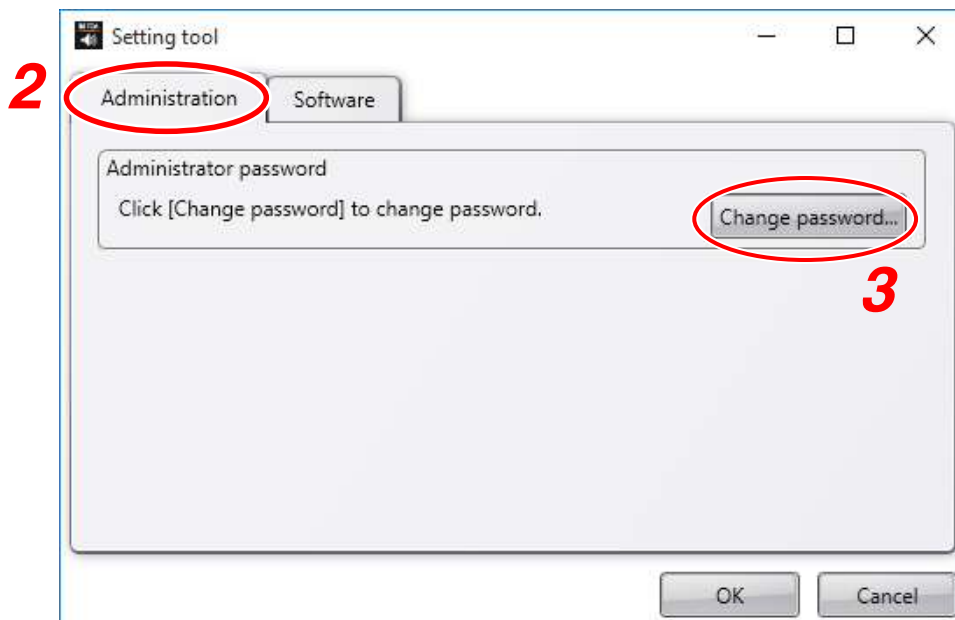 Setting tool
2
Administration
Software
Administrator password
Click [Change password] to change password.
Change password...
3
OK
Cancel